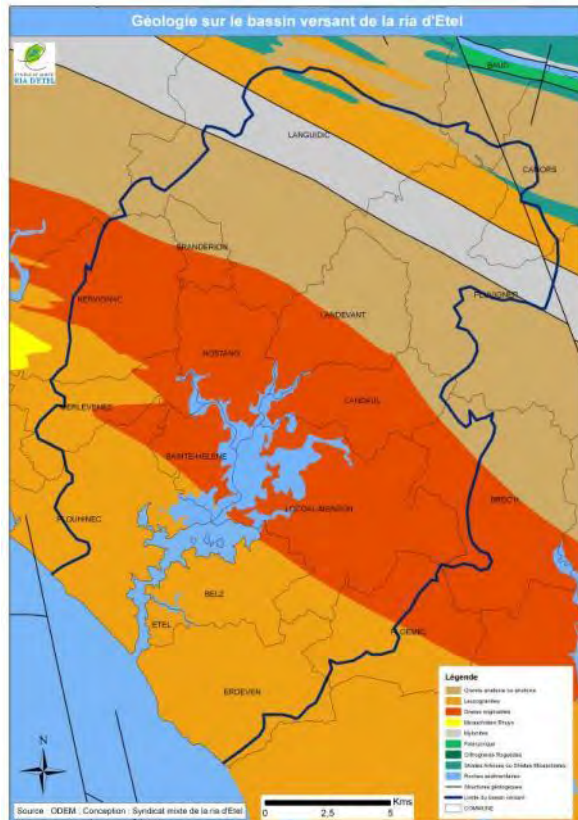 Géologie sur le bassin versant de la ria d'Etel
RIA D'ETEL
BAUD
LANGUIDIC
CAMORS
BRANDERION
PLUVIGNER
KERVIGNAC
LANDEVANT
NOSTANG
LANDAUL
MERLEVENEZ
SAINTE-HELENE
BRECH
LOCOAL-MENDON
PLOUHINEC
BELZ
ETEL
PLOEMEL
ERDEVEN
Légende
Leucogranites
Mylonites
Roches sédimentaires
Structures géologiques
Limite du bassin versant
COMMUNE
N
Kms
0 2,5 5
Source : ODEM ; Conception : Syndicat mixte de la ria d'Etel